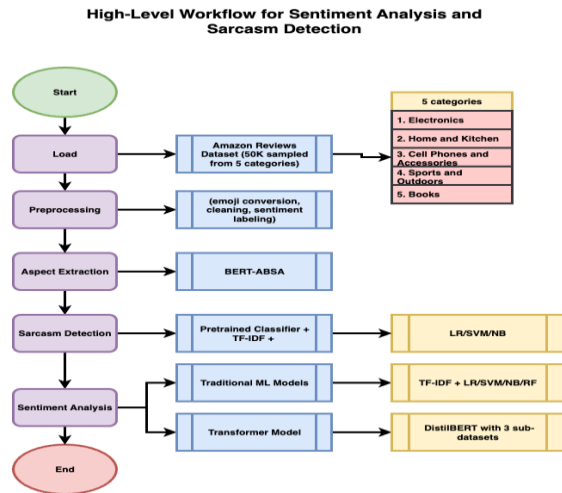 High-Level Workflow for Sentiment Analysis and
Sarcasm Detection
Start
5 categories
1. Electronics
2. Home and Kitchen
3. Cell Phones and
Accessories
4. Sports and
Outdoors
5. Books
Load
Amazon Reviews
Dataset (50K sampled
from 5 categories)
Preprocessing
(emoji conversion,
cleaning, sentiment
labeling)
Aspect Extraction
BERT-ABSA
Sarcasm Detection
Pretrained Classifier +
TF-IDF +
LR/SVM/NB
Sentiment Analysis
Traditional ML Models
TF-IDF + LR/SVM/NB/RF
Transformer Model
DistilBERT with 3 sub-
datasets
End